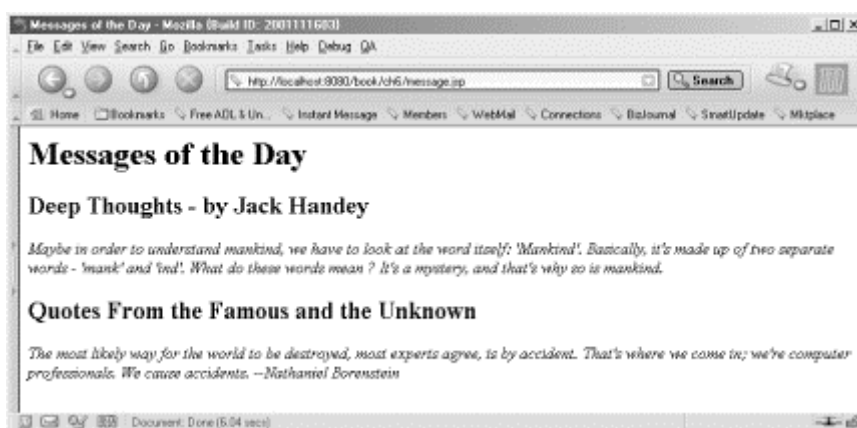 Messages of the Day - Mozilla {Build ID: 2001111603}
File Edit View Search Go Bookmarks Tasks Help Debug QA
http://localhost:8080/book/ch6/message.jsp Search
Home Bookmarks Free AOL & Un... Instant Message Members WebMail Connections BizJournal SmartUpdate Mktplace
Messages of the Day
Deep Thoughts - by Jack Handey
Maybe in order to understand mankind, we have to look at the word itself: 'Mankind'. Basically, it's made up of two separate
words - 'mank' and 'ind'. What do these words mean ? It's a mystery, and that's why so is mankind.
Quotes From the Famous and the Unknown
The most likely way for the world to be destroyed, most experts agree, is by accident. That's where we come in; we're computer
professionals. We cause accidents. --Nathaniel Borenstein
Document: Done (6.04 secs)